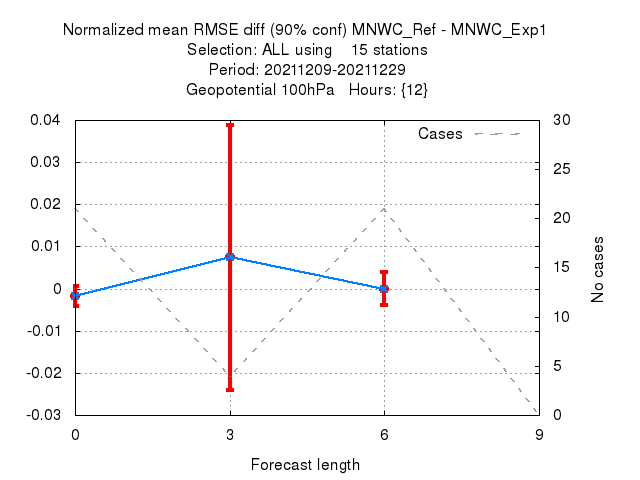 Normalized mean RMSE diff (90% conf) MNWC_Ref - MNWC_Exp1
Selection: ALL using    15 stations
Period: 20211209-20211229
Geopotential 100hPa   Hours: {12}
0.04
0.03
0.02
0.01
0
-0.01
-0.02
-0.03
Cases
30
25
20
15
10
5
0
No cases
0
3
6
9
Forecast length